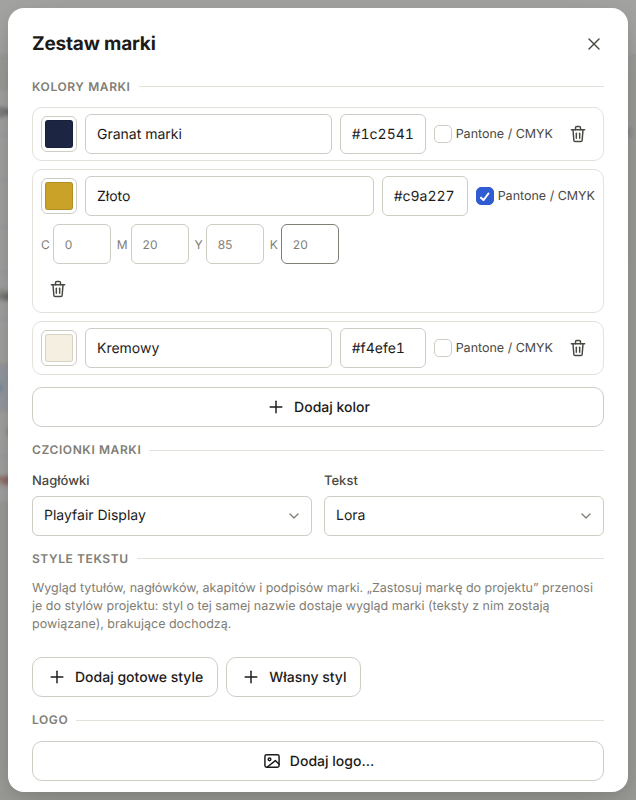 Zestaw marki
KOLORY MARKI
Granat marki #1c2541 Pantone / CMYK
Złoto #c9a227 Pantone / CMYK
C 0 M 20 Y 85 K 20
Kremowy #f4efe1 Pantone / CMYK
Dodaj kolor
CZCIONKI MARKI
Nagłówki Tekst
Playfair Display Lora
STYLE TEKSTU
Wygląd tytułów, nagłówków, akapitów i podpisów marki. „Zastosuj markę do projektu” przenosi
je do stylów projektu: styl o tej samej nazwie dostaje wygląd marki (teksty z nim zostają
powiązane), brakujące dochodzą.
Dodaj gotowe style Własny styl
LOGO
Dodaj logo...